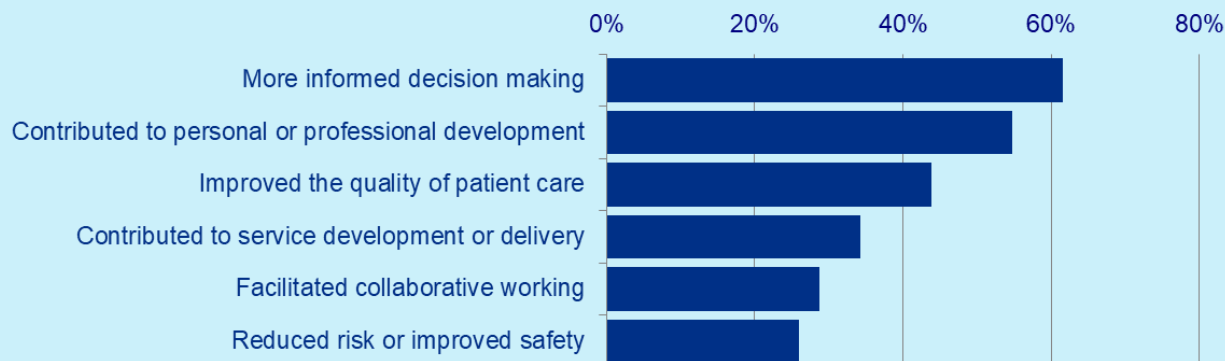 0% 20% 40% 60% 80%
More informed decision making
Contributed to personal or professional development
Improved the quality of patient care
Contributed to service development or delivery
Facilitated collaborative working
Reduced risk or improved safety